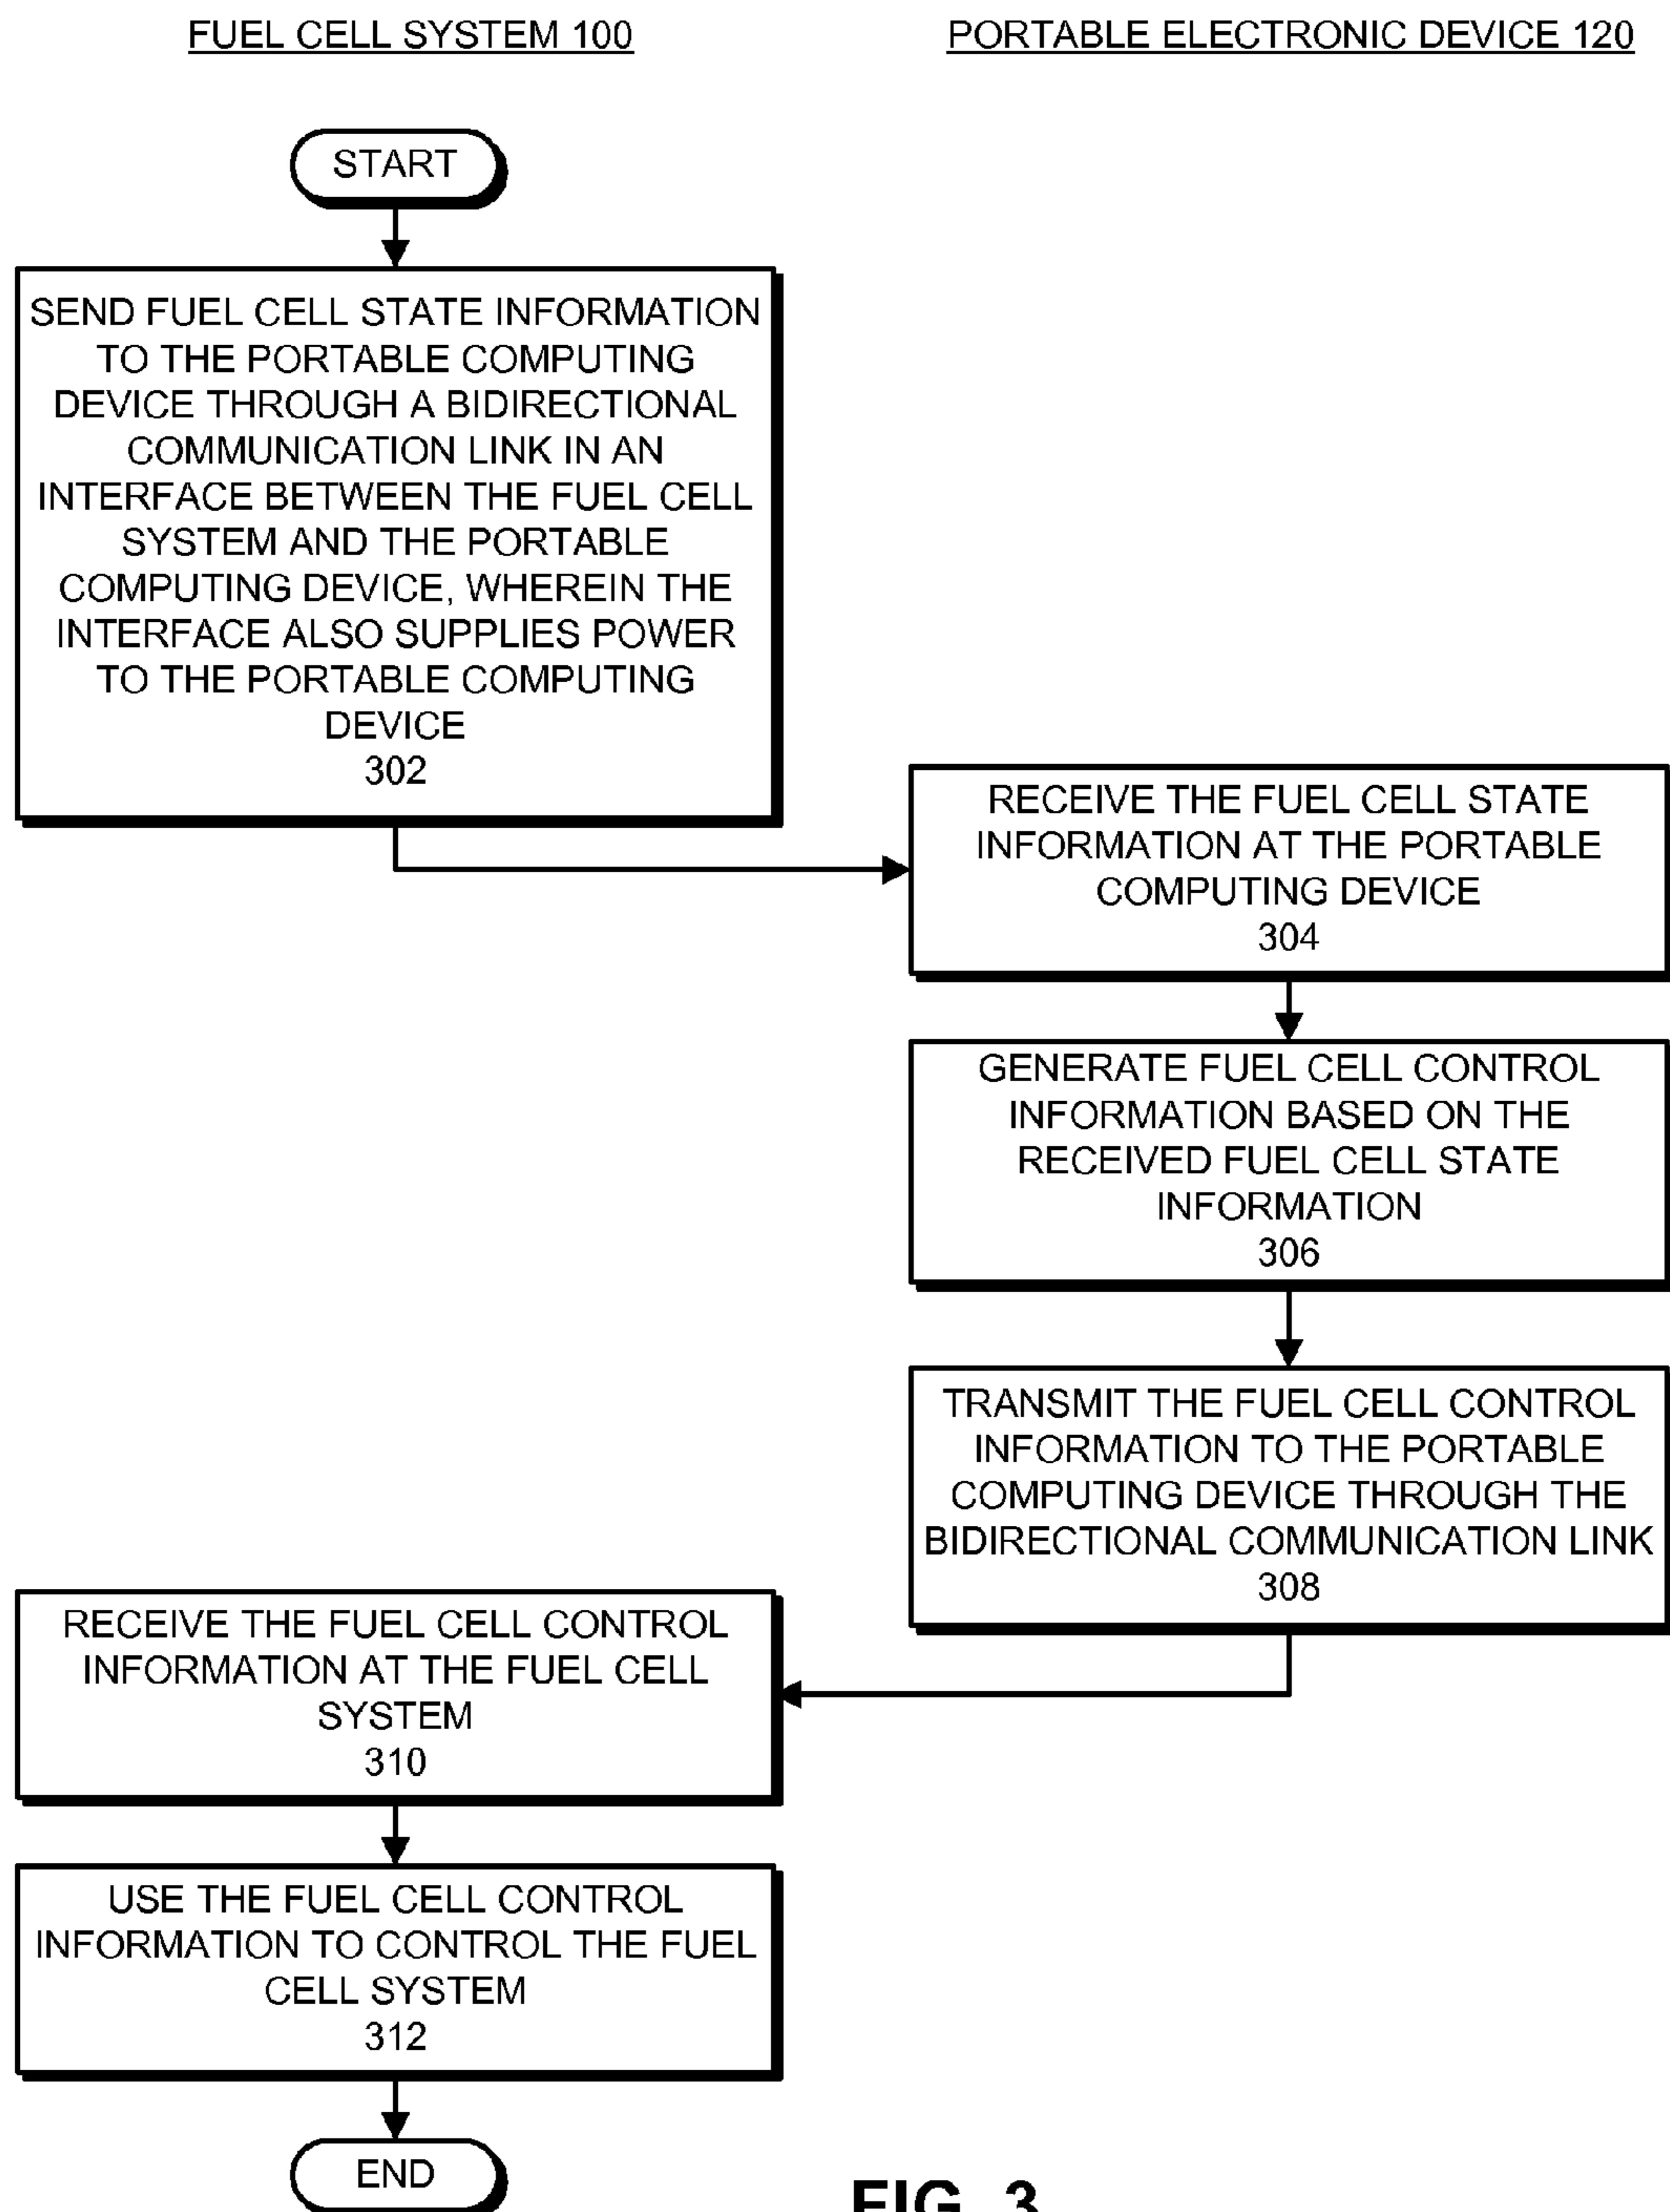 FUEL CELL SYSTEM 100
PORTABLE ELECTRONIC DEVICE 120
START
SEND FUEL CELL STATE INFORMATION
TO THE PORTABLE COMPUTING
DEVICE THROUGH A BIDIRECTIONAL
COMMUNICATION LINK IN AN
INTERFACE BETWEEN THE FUEL CELL
SYSTEM AND THE PORTABLE
COMPUTING DEVICE, WHEREIN THE
INTERFACE ALSO SUPPLIES POWER
TO THE PORTABLE COMPUTING
DEVICE
302
RECEIVE THE FUEL CELL STATE
INFORMATION AT THE PORTABLE
COMPUTING DEVICE
304
GENERATE FUEL CELL CONTROL
INFORMATION BASED ON THE
RECEIVED FUEL CELL STATE
INFORMATION
306
TRANSMIT THE FUEL CELL CONTROL
INFORMATION TO THE PORTABLE
COMPUTING DEVICE THROUGH THE
BIDIRECTIONAL COMMUNICATION LINK
308
RECEIVE THE FUEL CELL CONTROL
INFORMATION AT THE FUEL CELL
SYSTEM
310
USE THE FUEL CELL CONTROL
INFORMATION TO CONTROL THE FUEL
CELL SYSTEM
312
END
FIG. 3